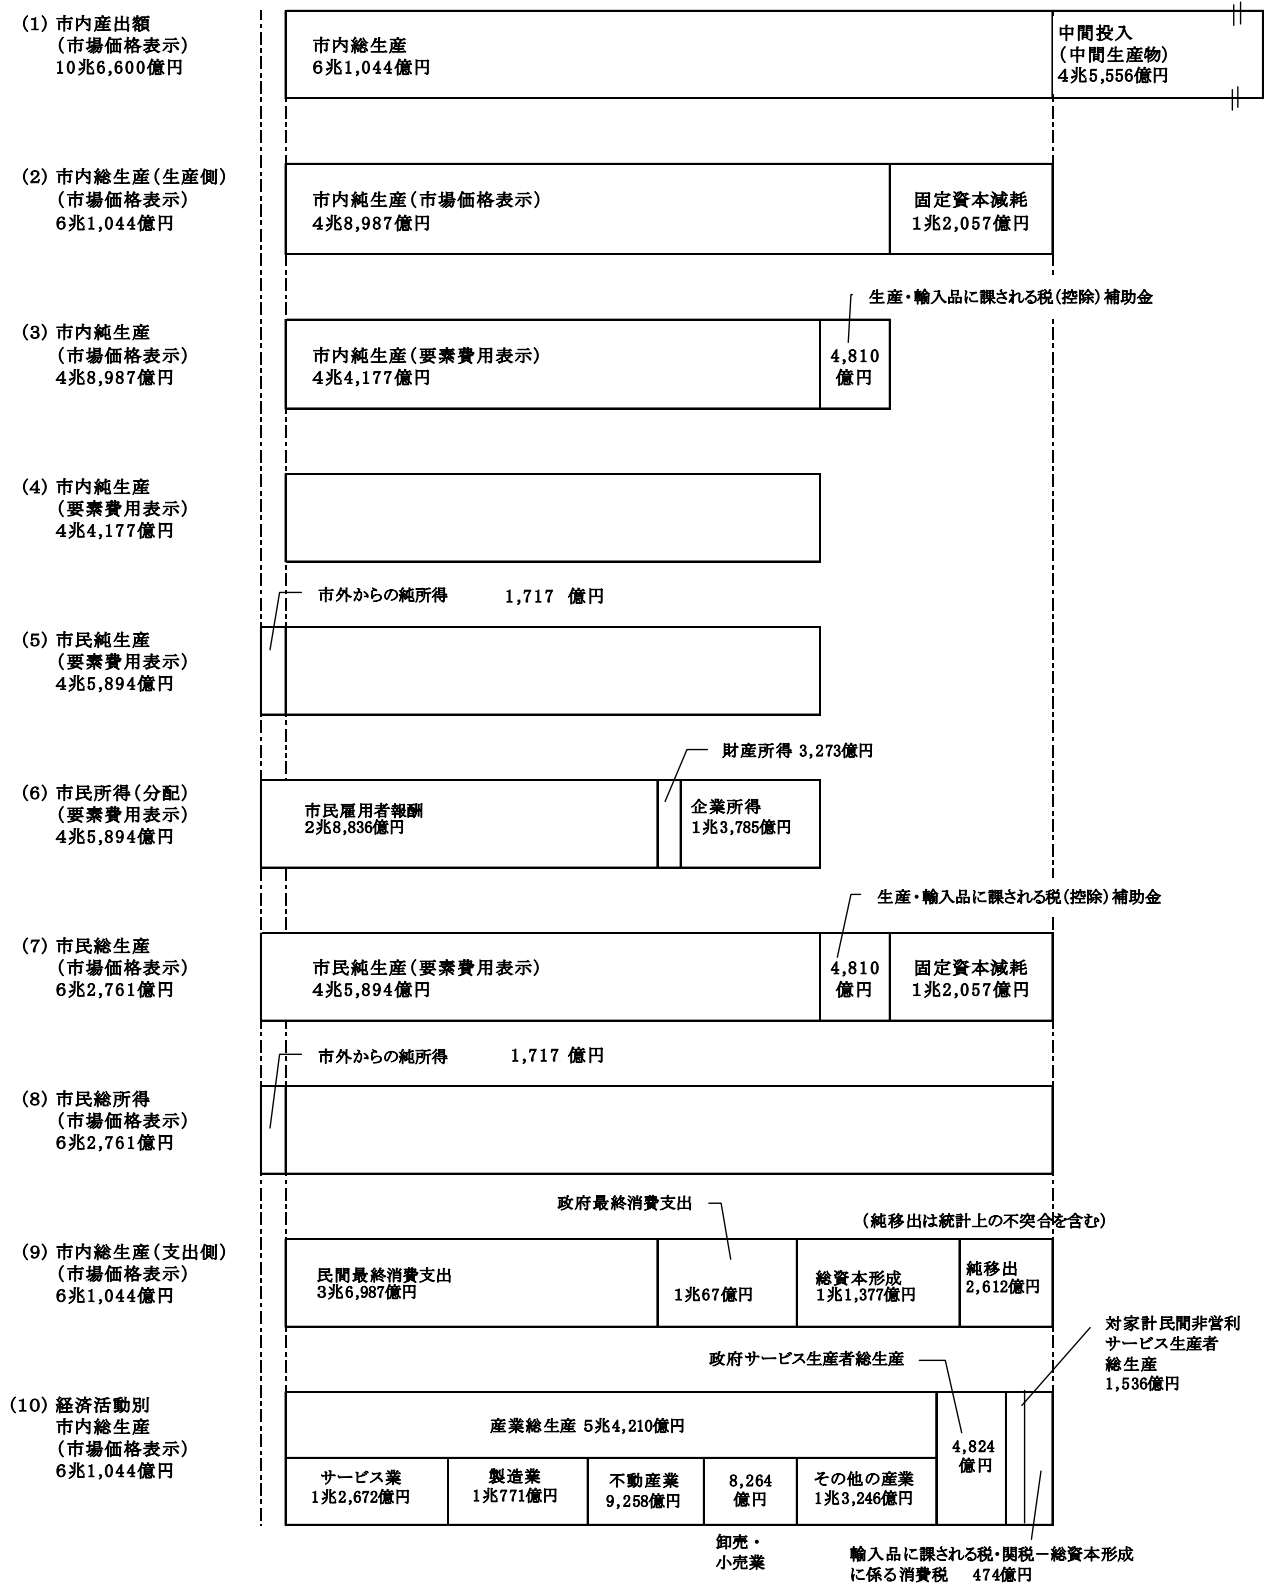 (1) 市内産出額
(市場価格表示)
10兆6,600億円
市内総生産
6兆1,044億円
中間投入
(中間生産物)
4兆5,556億円
(2) 市内総生産(生産側)
(市場価格表示)
6兆1,044億円
市内純生産(市場価格表示)
4兆8,987億円
固定資本減耗
1兆2,057億円
生産・輸入品に課される税(控除)補助金
(3) 市内純生産
(市場価格表示)
4兆8,987億円
市内純生産(要素費用表示)
4兆4,177億円
4,810
億円
(4) 市内純生産
(要素費用表示)
4兆4,177億円
市外からの純所得 1,717 億円
(5) 市民純生産
(要素費用表示)
4兆5,894億円
財産所得 3,273億円
(6) 市民所得(分配)
(要素費用表示)
4兆5,894億円
市民雇用者報酬
2兆8,836億円
企業所得
1兆3,785億円
生産・輸入品に課される税(控除)補助金
(7) 市民総生産
(市場価格表示)
6兆2,761億円
市民純生産(要素費用表示)
4兆5,894億円
4,810
億円
固定資本減耗
1兆2,057億円
市外からの純所得 1,717 億円
(8) 市民総所得
(市場価格表示)
6兆2,761億円
政府最終消費支出
(純移出は統計上の不突合を含む)
(9) 市内総生産(支出側)
(市場価格表示)
6兆1,044億円
民間最終消費支出
3兆6,987億円
1兆67億円
総資本形成
1兆1,377億円
純移出
2,612億円
対家計民間非営利
サービス生産者
総生産
1,536億円
政府サービス生産者総生産
(10) 経済活動別
市内総生産
(市場価格表示)
6兆1,044億円
産業総生産 5兆4,210億円
4,824
億円
サービス業
1兆2,672億円
製造業
1兆771億円
不動産業
9,258億円
8,264
億円
その他の産業
1兆3,246億円
卸売・
小売業
輸入品に課される税・関税－総資本形成
に係る消費税 474億円